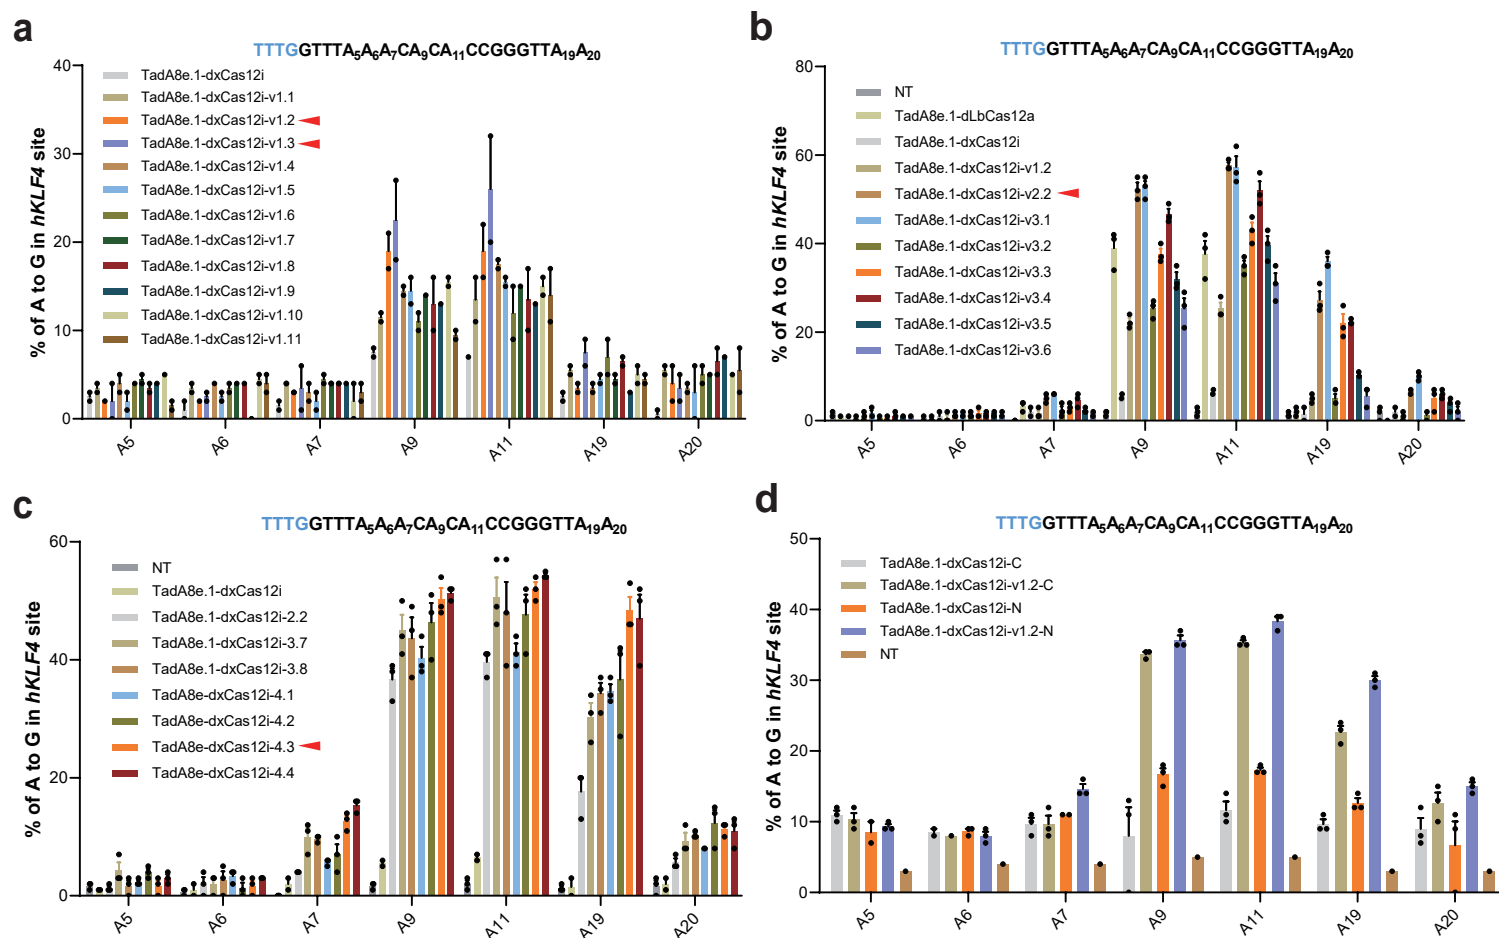 a
TTTGGTTTA5A6A7CA9CA11CCGGGTTA19A20
% of A to G in hKLF4 site
40
30
20
10
0
TadA8e.1-dxCas12i
TadA8e.1-dxCas12i-v1.1
TadA8e.1-dxCas12i-v1.2
TadA8e.1-dxCas12i-v1.3
TadA8e.1-dxCas12i-v1.4
TadA8e.1-dxCas12i-v1.5
TadA8e.1-dxCas12i-v1.6
TadA8e.1-dxCas12i-v1.7
TadA8e.1-dxCas12i-v1.8
TadA8e.1-dxCas12i-v1.9
TadA8e.1-dxCas12i-v1.10
TadA8e.1-dxCas12i-v1.11
A5 A6 A7 A9 A11 A19 A20
b
TTTGGTTTA5A6A7CA9CA11CCGGGTTA19A20
% of A to G in hKLF4 site
80
60
40
20
0
NT
TadA8e.1-dLbCas12a
TadA8e.1-dxCas12i
TadA8e.1-dxCas12i-v1.2
TadA8e.1-dxCas12i-v2.2
TadA8e.1-dxCas12i-v3.1
TadA8e.1-dxCas12i-v3.2
TadA8e.1-dxCas12i-v3.3
TadA8e.1-dxCas12i-v3.4
TadA8e.1-dxCas12i-v3.5
TadA8e.1-dxCas12i-v3.6
A5 A6 A7 A9 A11 A19 A20
c
TTTGGTTTA5A6A7CA9CA11CCGGGTTA19A20
% of A to G in hKLF4 site
60
40
20
0
NT
TadA8e.1-dxCas12i
TadA8e.1-dxCas12i-2.2
TadA8e.1-dxCas12i-3.7
TadA8e.1-dxCas12i-3.8
TadA8e-dxCas12i-4.1
TadA8e-dxCas12i-4.2
TadA8e-dxCas12i-4.3
TadA8e-dxCas12i-4.4
A5 A6 A7 A9 A11 A19 A20
d
TTTGGTTTA5A6A7CA9CA11CCGGGTTA19A20
% of A to G in hKLF4 site
50
40
30
20
10
0
TadA8e.1-dxCas12i-C
TadA8e.1-dxCas12i-v1.2-C
TadA8e.1-dxCas12i-N
TadA8e.1-dxCas12i-v1.2-N
NT
A5 A6 A7 A9 A11 A19 A20